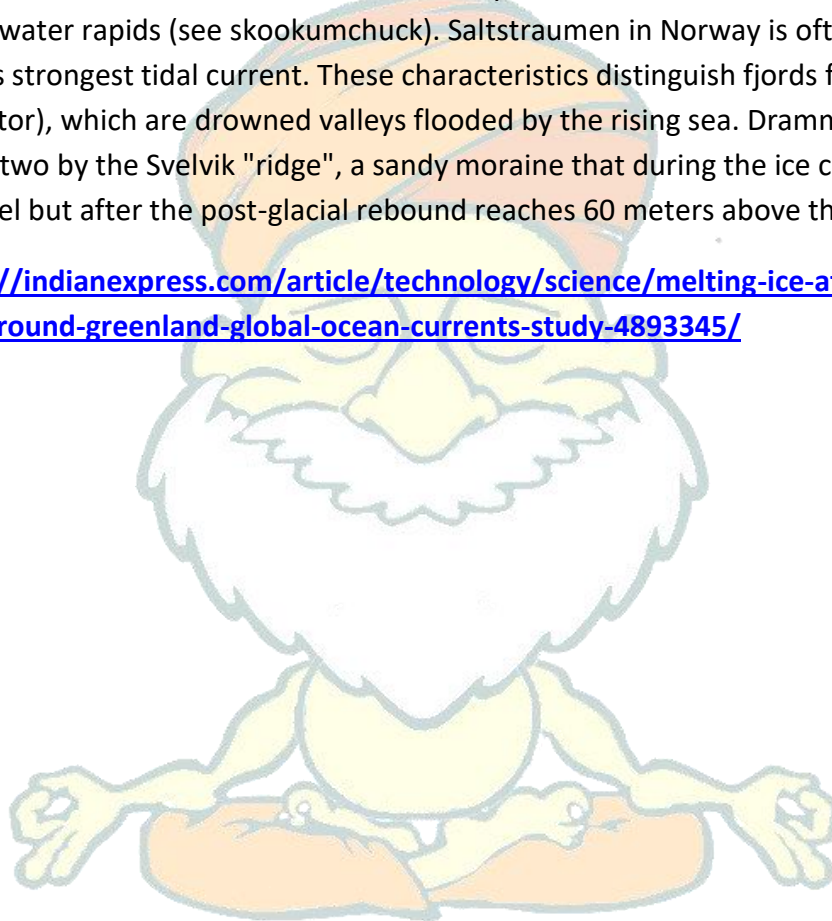 water rapids (see skookumchuck). Saltstraumen in Norway is oft
s strongest tidal current. These characteristics distinguish fjords f
tor), which are drowned valleys flooded by the rising sea. Dramm
two by the Svelvik "ridge", a sandy moraine that during the ice c
el but after the post-glacial rebound reaches 60 meters above th
//indianexpress.com/article/technology/science/melting-ice-a
round-greenland-global-ocean-currents-study-4893345/